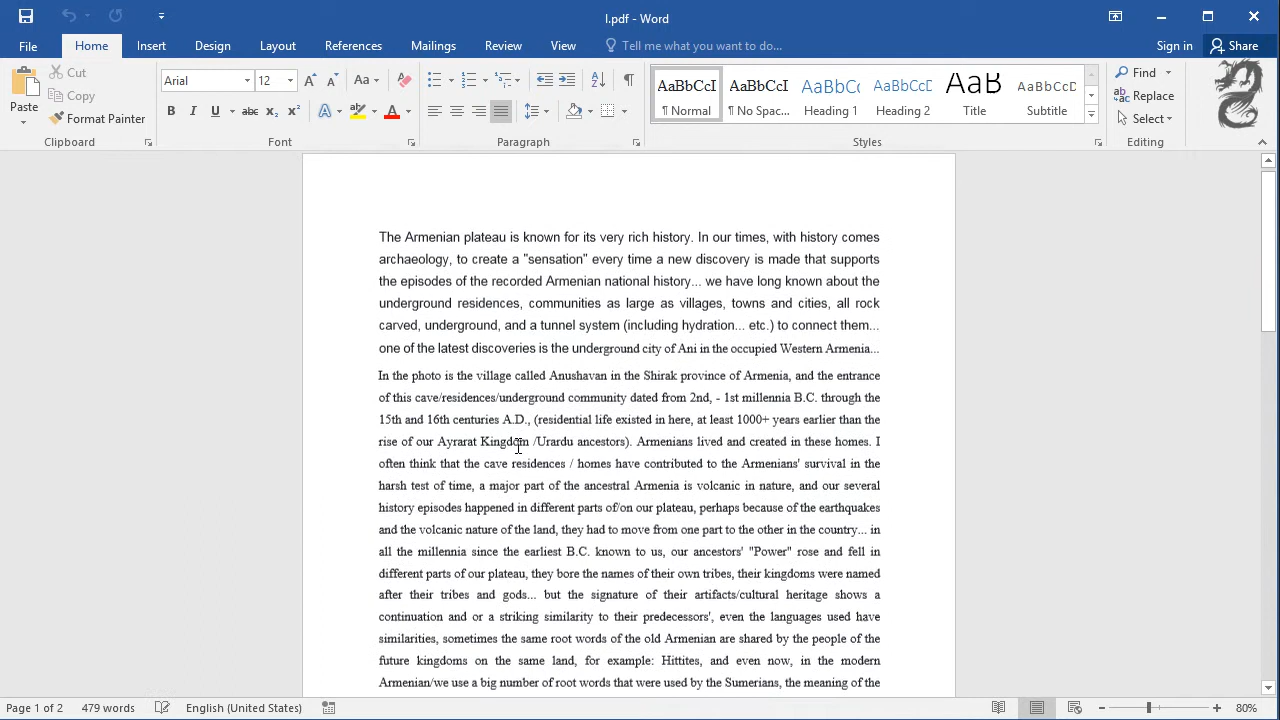 I.pdf - Word
File Home Insert Design Layout References Mailings Review View Tell me what you want to do... Sign in Share
Paste
Cut
Copy
Format Painter
Clipboard
Arial 12
Aa
B I U abc x₂ x² A A
Font
Paragraph
AaBbCcI AaBbCcI AaBbCc AaBbCcI AaB AaBbCcD
¶ Normal ¶ No Spac... Heading 1 Heading 2 Title Subtitle
Styles
Find
Replace
Select
Editing
The Armenian plateau is known for its very rich history. In our times, with history comes
archaeology, to create a "sensation" every time a new discovery is made that supports
the episodes of the recorded Armenian national history... we have long known about the
underground residences, communities as large as villages, towns and cities, all rock
carved, underground, and a tunnel system (including hydration... etc.) to connect them...
one of the latest discoveries is the underground city of Ani in the occupied Western Armenia...
In the photo is the village called Anushavan in the Shirak province of Armenia, and the entrance
of this cave/residences/underground community dated from 2nd, - 1st millennia B.C. through the
15th and 16th centuries A.D., (residential life existed in here, at least 1000+ years earlier than the
rise of our Ayrarat Kingdom /Urardu ancestors). Armenians lived and created in these homes. I
often think that the cave residences / homes have contributed to the Armenians' survival in the
harsh test of time, a major part of the ancestral Armenia is volcanic in nature, and our several
history episodes happened in different parts of/on our plateau, perhaps because of the earthquakes
and the volcanic nature of the land, they had to move from one part to the other in the country... in
all the millennia since the earliest B.C. known to us, our ancestors' "Power" rose and fell in
different parts of our plateau, they bore the names of their own tribes, their kingdoms were named
after their tribes and gods... but the signature of their artifacts/cultural heritage shows a
continuation and or a striking similarity to their predecessors', even the languages used have
similarities, sometimes the same root words of the old Armenian are shared by the people of the
future kingdoms on the same land, for example: Hittites, and even now, in the modern
Armenian/we use a big number of root words that were used by the Sumerians, the meaning of the
Page 1 of 2 479 words English (United States) 80%